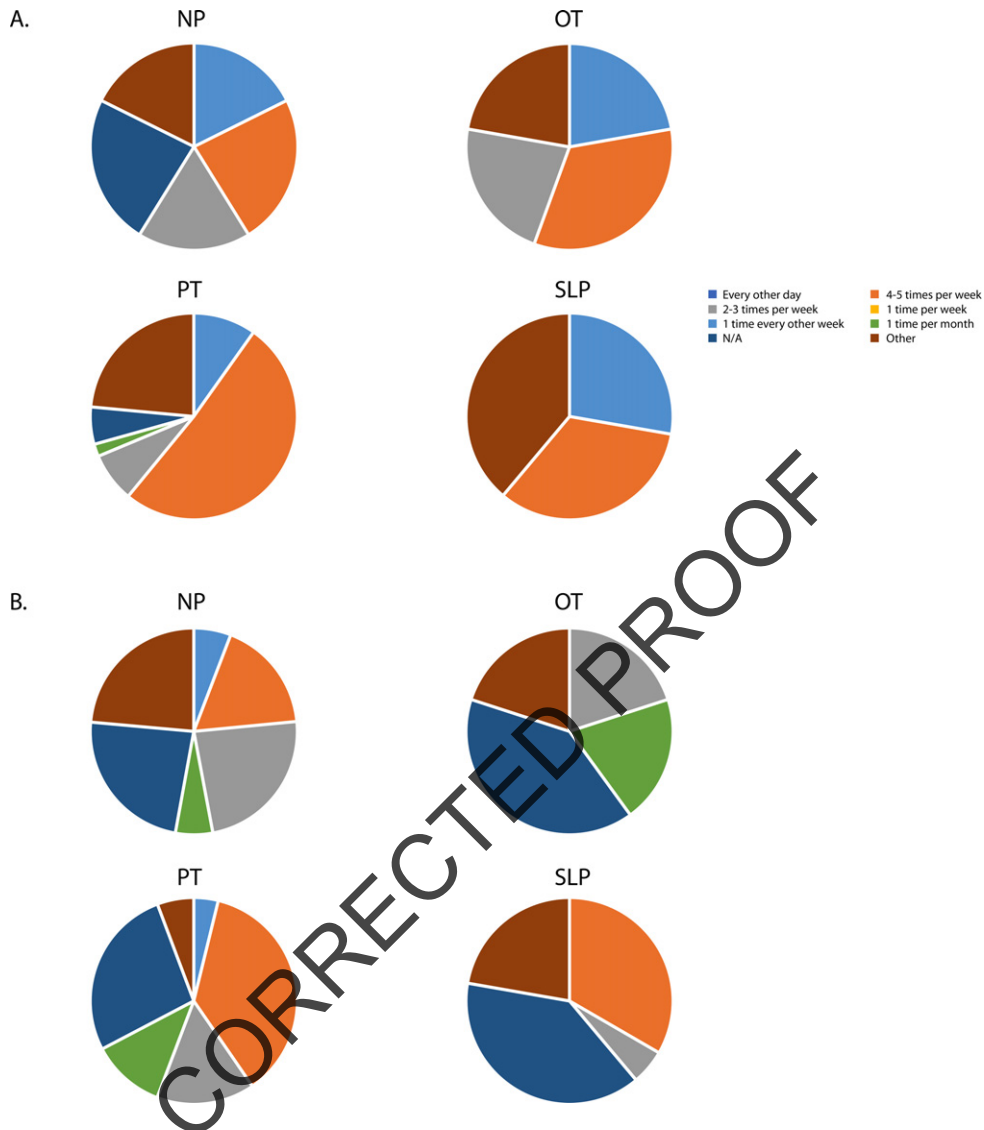 A.
NP
OT
PT
SLP
Every other day
4-5 times per week
2-3 times per week
1 time per week
1 time every other week
1 time per month
N/A
Other
B.
NP
OT
PT
SLP
CORRECTED PROOF